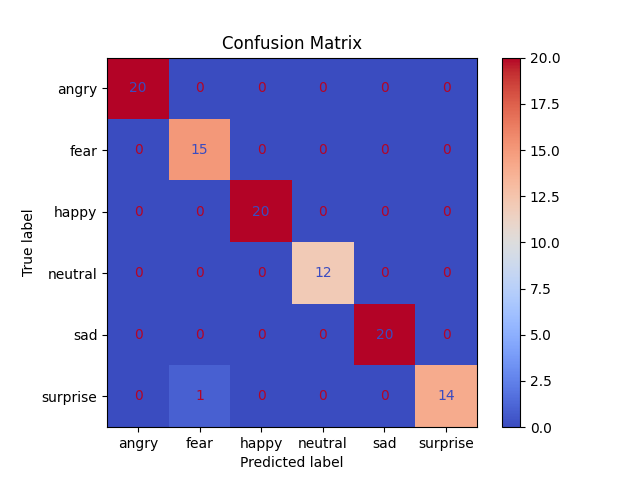 Confusion Matrix
angry 20 0 0 0 0 0
fear 0 15 0 0 0 0
happy 0 0 20 0 0 0
neutral 0 0 0 12 0 0
sad 0 0 0 0 20 0
surprise 0 1 0 0 0 14
angry fear happy neutral sad surprise
Predicted label
True label
20.0
17.5
15.0
12.5
10.0
7.5
5.0
2.5
0.0